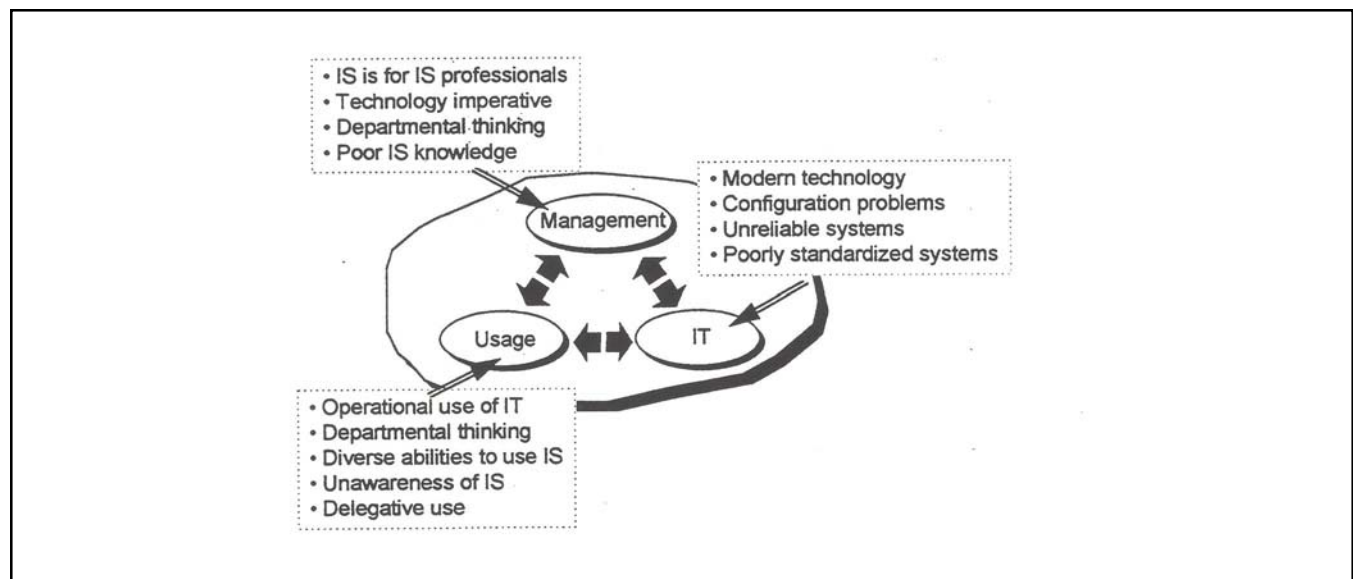 • IS is for IS professionals
• Technology imperative
• Departmental thinking
• Poor IS knowledge
• Modern technology
• Configuration problems
• Unreliable systems
• Poorly standardized systems
Management
Usage
IT
• Operational use of IT
• Departmental thinking
• Diverse abilities to use IS
• Unawareness of IS
• Delegative use